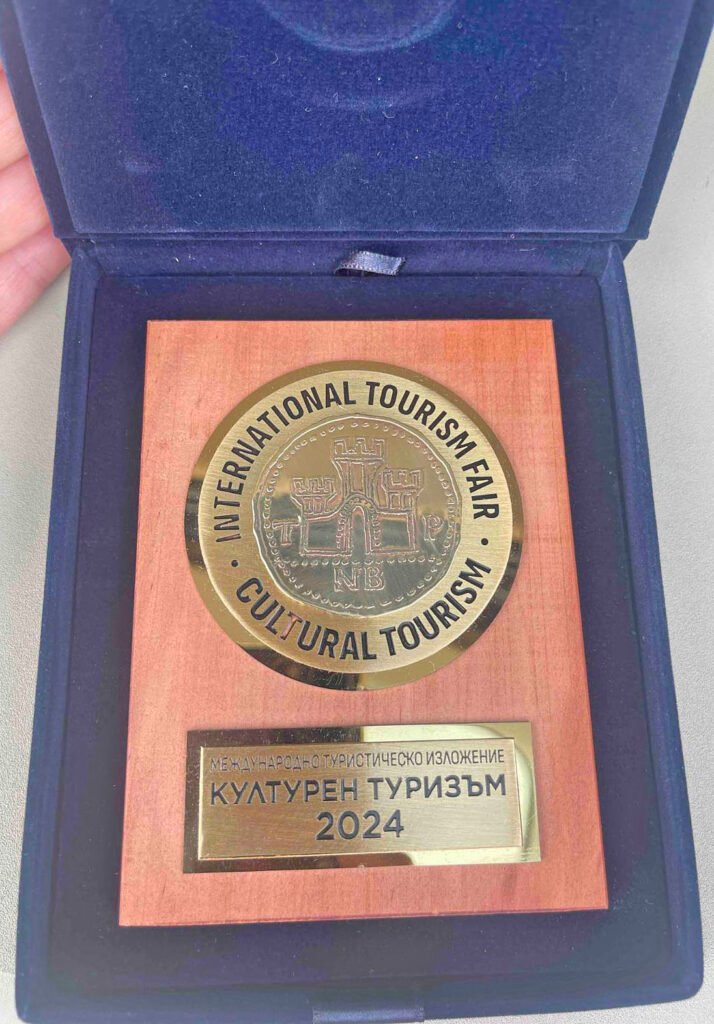 INTERNATIONAL TOURISM FAIR
T P
NB
• CULTURAL TOURISM •
МЕЖДУНАРОДНО ТУРИСТИЧЕСКО ИЗЛОЖЕНИЕ
КУЛТУРЕН ТУРИЗЪМ
2024